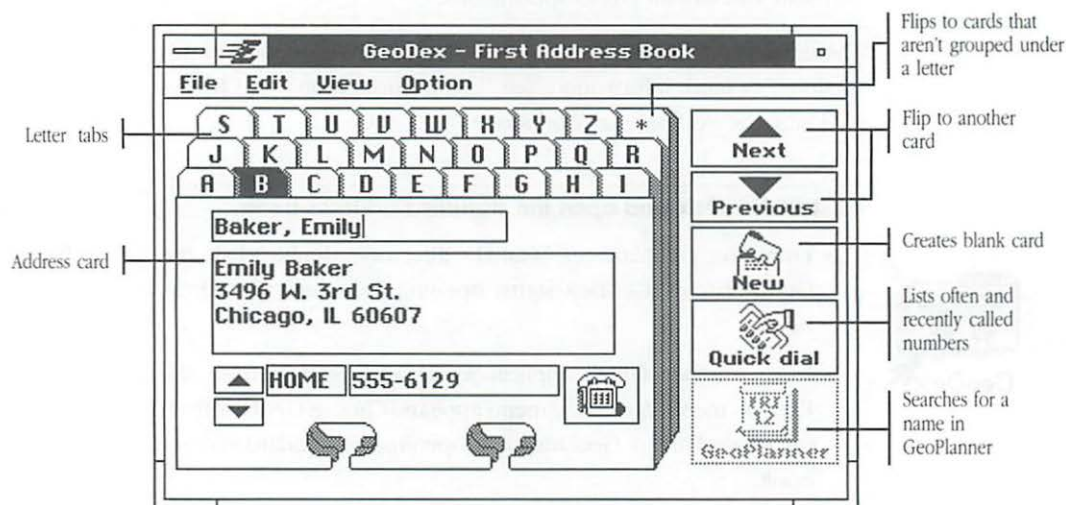 GeoDex – First Address Book
File Edit View Option
S T U V W X Y Z *
J K L M N O P Q R
A B C D E F G H I
Baker, Emily
Emily Baker
3496 W. 3rd St.
Chicago, IL 60607
HOME 555-6129
Next
Previous
New
Quick dial
FRI
12
GeoPlanner
Letter tabs
Address card
Flips to cards that
aren't grouped under
a letter
Flip to another
card
Creates blank card
Lists often and
recently called
numbers
Searches for a
name in
GeoPlanner